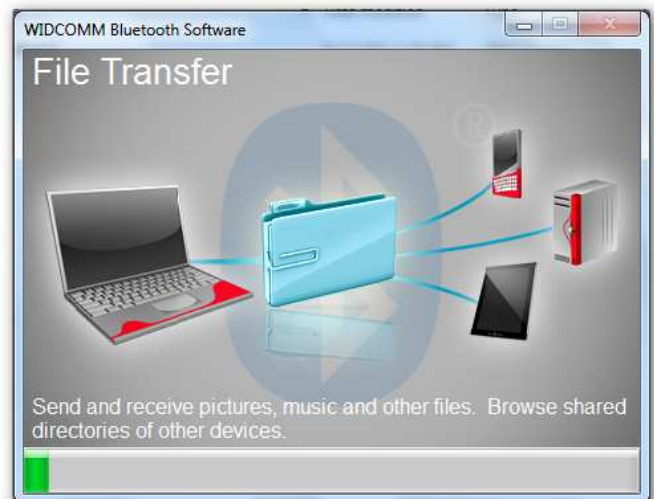 WIDCOMM Bluetooth Software
File Transfer
®
Send and receive pictures, music and other files.  Browse shared
directories of other devices.